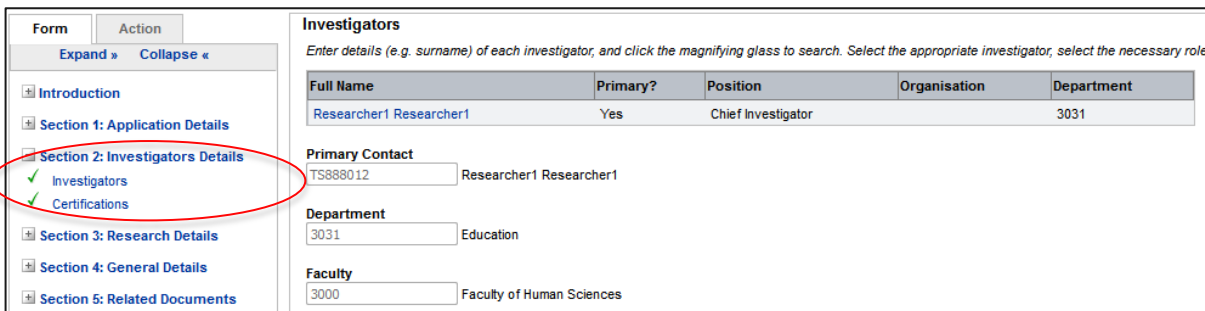 Form Action
Expand » Collapse «
Introduction
Section 1: Application Details
Section 2: Investigators Details
Investigators
Certifications
Section 3: Research Details
Section 4: General Details
Section 5: Related Documents
Investigators
Enter details (e.g. surname) of each investigator, and click the magnifying glass to search. Select the appropriate investigator, select the necessary role
Full Name Primary? Position Organisation Department
Researcher1 Researcher1 Yes Chief Investigator 3031
Primary Contact
TS888012 Researcher1 Researcher1
Department
3031 Education
Faculty
3000 Faculty of Human Sciences